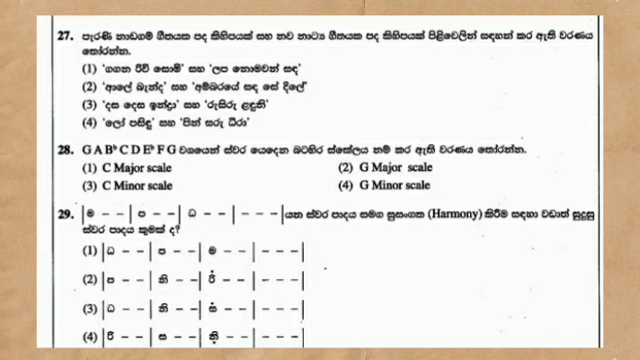 27. පැරණි නාඩගම් ගීතයක පද කිහිපයක් සහ නව නාට්‍ය ගීතයක පද කිහිපයක් පිළිවෙලින් සඳහන් කර ඇති වරණය
තෝරන්න.
(1) 'ගගන රිවි සොමි' සහ 'ලප නොමවන් සඳ'
(2) 'ආලේ බැන්ද' සහ 'අම්බරයේ සඳ සේ දිලේ'
(3) 'දස දෙස ඉන්ද්‍රා' සහ 'රුසිරු ළඳුනි'
(4) 'ලෝ පසිඳු' සහ 'පින් සරු ධීරා'
28. G A B♭ C D E♭ F G වශයෙන් ස්වර යෙදෙන බටහිර ස්කේලය නම් කර ඇති වරණය තෝරන්න.
(1) C Major scale (2) G Major scale
(3) C Minor scale (4) G Minor scale
29. |ම – – | ප – – | ධ – – | – – – |යන ස්වර පාදය සමග සුසංගත (Harmony) කිරීම සඳහා වඩාත් සුදුසු
ස්වර පාදය කුමක් ද?
(1) |ධ – – | ප – – | ම – – | – – – |
(2) |ප – – | නි – – | රි̇ – – | – – – |
(3) |ධ – – | නි – – | ස̇ – – | – – – |
(4) |රි – – | ස – – | නි̣ – – | – – – |